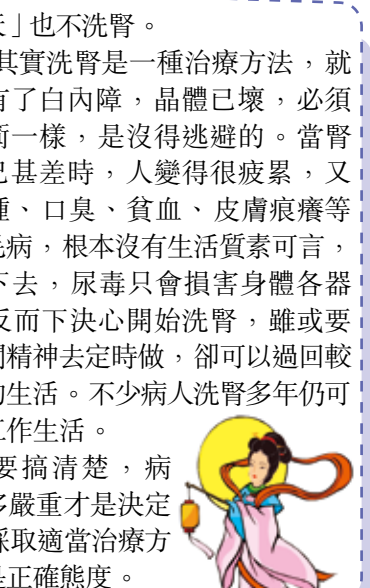 」也不洗腎。
其實洗腎是一種治療方法,就
有了白內障,晶體已壞,必須
一樣,是沒得逃避的。當腎
已甚差時,人變得很疲累,又
、口臭、貧血、皮膚痕癢等
毛病,根本沒有生活質素可言,
下去,尿毒只會損害身體各器
反而下決心開始洗腎,雖或要
精神去定時做,卻可以過回較
的生活。不少病人洗腎多年仍可
工作生活。
要搞清楚,病
多嚴重才是決定
採取適當治療方
是正確態度。